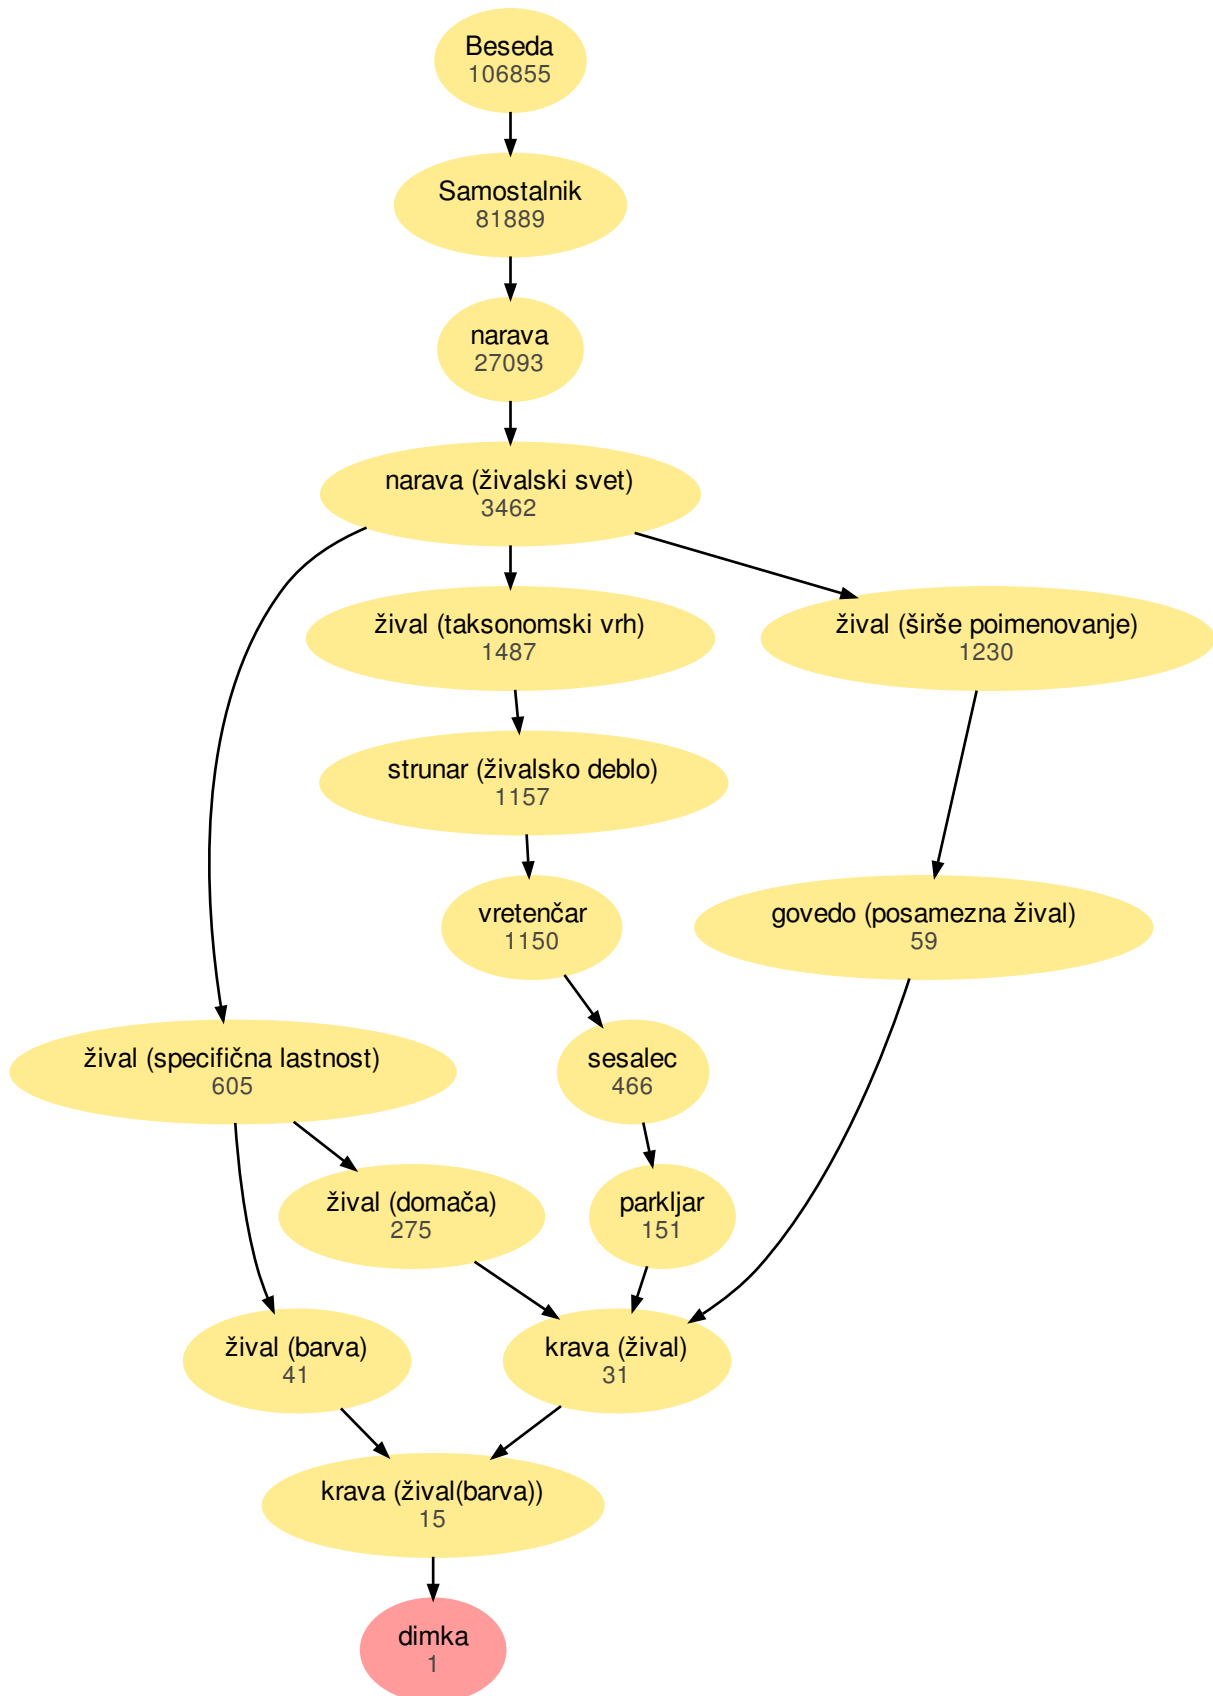 Beseda
106855
Samostalnik
81889
narava
27093
narava (živalski svet)
3462
žival (taksonomski vrh)
1487
žival (širše poimenovanje)
1230
strunar (živalsko deblo)
1157
vretenčar
1150
govedo (posamezna žival)
59
žival (specifična lastnost)
605
sesalec
466
žival (domača)
275
parkljar
151
žival (barva)
41
krava (žival)
31
krava (žival(barva))
15
dimka
1